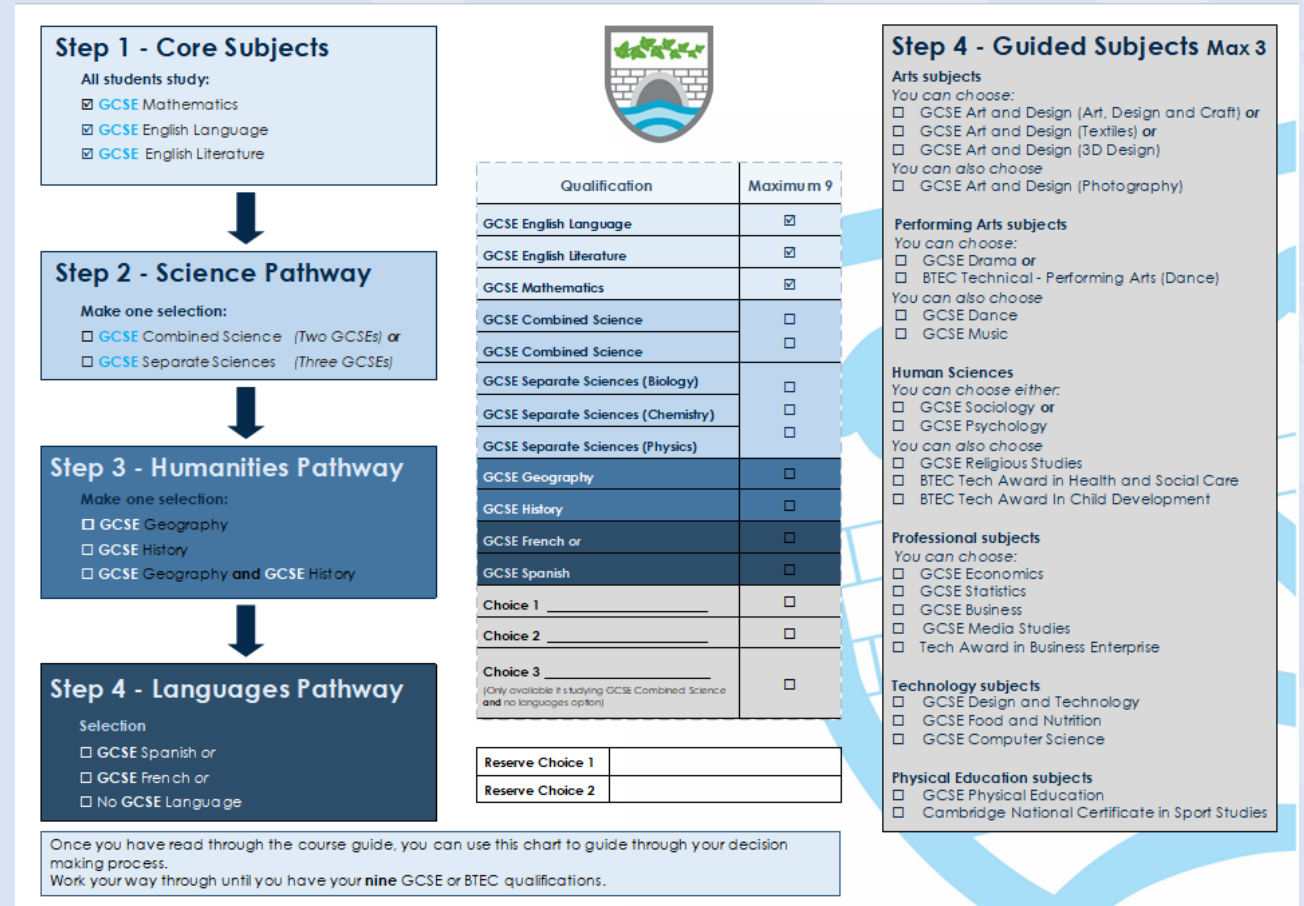 Step 1 - Core Subjects
All students study:
☑ GCSE Mathematics
☑ GCSE English Language
☑ GCSE English Literature
Step 2 - Science Pathway
Make one selection:
☐ GCSE Combined Science (Two GCSEs) or
☐ GCSE Separate Sciences (Three GCSEs)
Step 3 - Humanities Pathway
Make one selection:
☐ GCSE Geography
☐ GCSE History
☐ GCSE Geography and GCSE History
Step 4 - Languages Pathway
Selection
☐ GCSE Spanish or
☐ GCSE French or
☐ No GCSE Language
Once you have read through the course guide, you can use this chart to guide through your decision
making process.
Work your way through until you have your nine GCSE or BTEC qualifications.
Qualification Maximum 9
GCSE English Language ☑
GCSE English Literature ☑
GCSE Mathematics ☑
GCSE Combined Science ☐
GCSE Combined Science ☐
GCSE Separate Sciences (Biology) ☐
GCSE Separate Sciences (Chemistry) ☐
GCSE Separate Sciences (Physics) ☐
GCSE Geography ☐
GCSE History ☐
GCSE French or ☐
GCSE Spanish ☐
Choice 1 ____________________ ☐
Choice 2 ____________________ ☐
Choice 3 ____________________ ☐
(Only available if studying GCSE Combined Science
and no languages option)
Reserve Choice 1
Reserve Choice 2
Step 4 - Guided Subjects Max 3
Arts subjects
You can choose:
☐ GCSE Art and Design (Art, Design and Craft) or
☐ GCSE Art and Design (Textiles) or
☐ GCSE Art and Design (3D Design)
You can also choose
☐ GCSE Art and Design (Photography)
Performing Arts subjects
You can choose:
☐ GCSE Drama or
☐ BTEC Technical - Performing Arts (Dance)
You can also choose
☐ GCSE Dance
☐ GCSE Music
Human Sciences
You can choose either:
☐ GCSE Sociology or
☐ GCSE Psychology
You can also choose
☐ GCSE Religious Studies
☐ BTEC Tech Award in Health and Social Care
☐ BTEC Tech Award In Child Development
Professional subjects
You can choose:
☐ GCSE Economics
☐ GCSE Statistics
☐ GCSE Business
☐ GCSE Media Studies
☐ Tech Award in Business Enterprise
Technology subjects
☐ GCSE Design and Technology
☐ GCSE Food and Nutrition
☐ GCSE Computer Science
Physical Education subjects
☐ GCSE Physical Education
☐ Cambridge National Certificate in Sport Studies